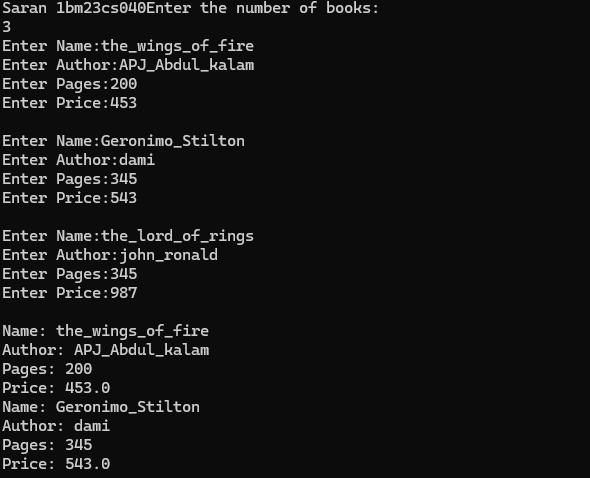 Saran 1bm23cs040Enter the number of books:
3
Enter Name:the_wings_of_fire
Enter Author:APJ_Abdul_kalam
Enter Pages:200
Enter Price:453
Enter Name:Geronimo_Stilton
Enter Author:dami
Enter Pages:345
Enter Price:543
Enter Name:the_lord_of_rings
Enter Author:john_ronald
Enter Pages:345
Enter Price:987
Name: the_wings_of_fire
Author: APJ_Abdul_kalam
Pages: 200
Price: 453.0
Name: Geronimo_Stilton
Author: dami
Pages: 345
Price: 543.0